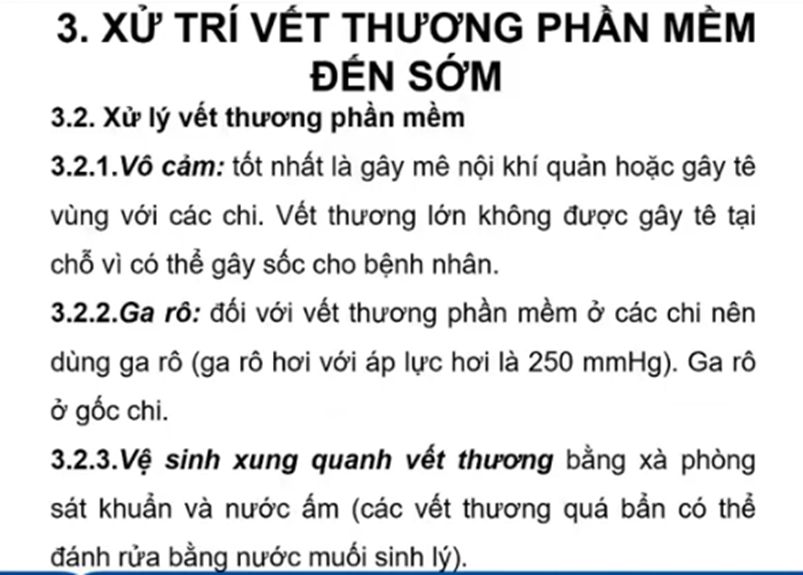 3. XỬ TRÍ VẾT THƯƠNG PHẦN MỀM
ĐẾN SỚM
3.2. Xử lý vết thương phần mềm
3.2.1.Vô cảm: tốt nhất là gây mê nội khí quản hoặc gây tê
vùng với các chi. Vết thương lớn không được gây tê tại
chỗ vì có thể gây sốc cho bệnh nhân.
3.2.2.Ga rô: đối với vết thương phần mềm ở các chi nên
dùng ga rô (ga rô hơi với áp lực hơi là 250 mmHg). Ga rô
ở gốc chi.
3.2.3.Vệ sinh xung quanh vết thương bằng xà phòng
sát khuẩn và nước ấm (các vết thương quá bẩn có thể
đánh rửa bằng nước muối sinh lý).